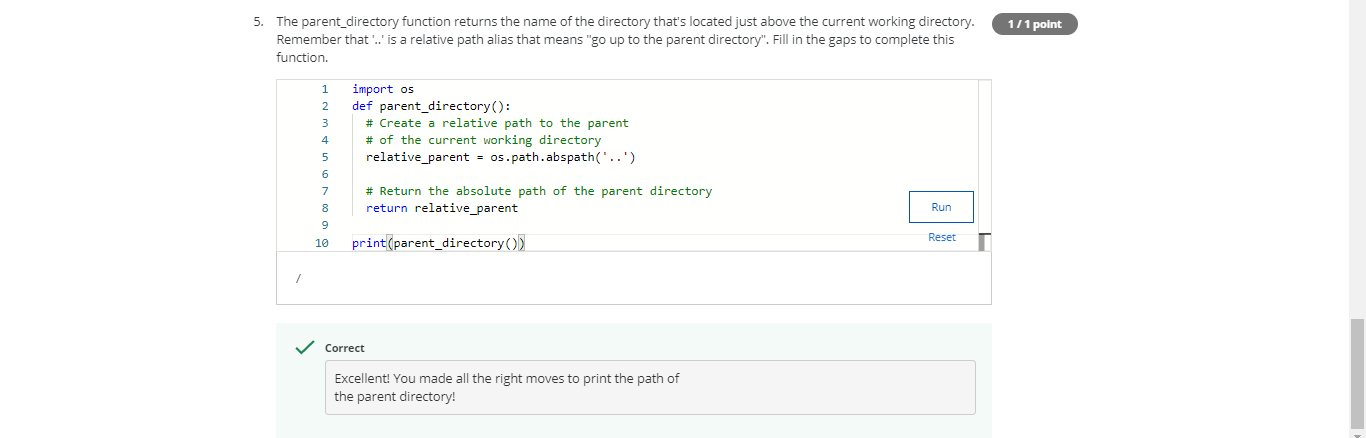 5. The parent_directory function returns the name of the directory that's located just above the current working directory.
1 / 1 point
Remember that '..' is a relative path alias that means "go up to the parent directory". Fill in the gaps to complete this
function.
1 import os
2 def parent_directory():
3 # Create a relative path to the parent
4 # of the current working directory
5 relative_parent = os.path.abspath('..')
6
7 # Return the absolute path of the parent directory
8 return relative_parent
9
10 print(parent_directory())
Run
Reset
/
Correct
Excellent! You made all the right moves to print the path of
the parent directory!